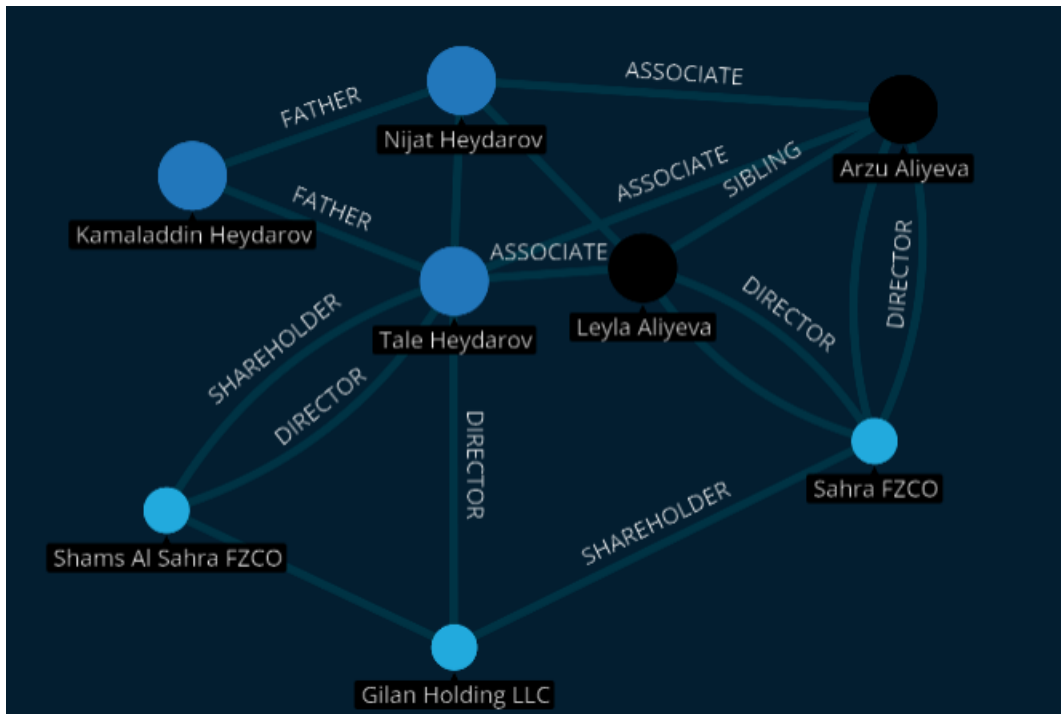 ASSOCIATE
FATHER
Nijat Heydarov
Arzu Aliyeva
ASSOCIATE
SIBLING
FATHER
Kamaladdin Heydarov
ASSOCIATE
DIRECTOR
DIRECTOR
Tale Heydarov
Leyla Aliyeva
SHAREHOLDER
DIRECTOR
DIRECTOR
Sahra FZCO
SHAREHOLDER
Shams Al Sahra FZCO
Gilan Holding LLC